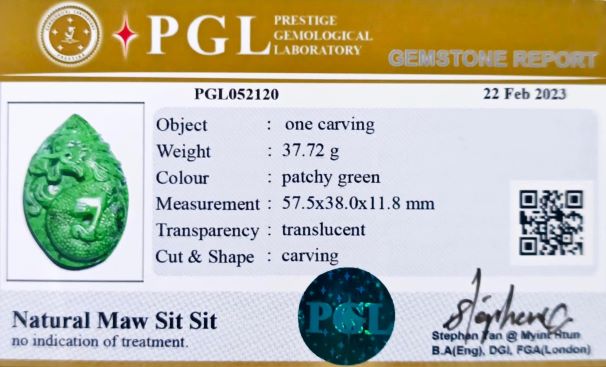 PGL
PRESTIGE
GEMOLOGICAL
LABORATORY
GEMSTONE REPORT
PGL052120
22 Feb 2023
Object : one carving
Weight : 37.72 g
Colour : patchy green
Measurement : 57.5x38.0x11.8 mm
Transparency : translucent
Cut & Shape : carving
PGL
Natural Maw Sit Sit
no indication of treatment.
Stephen Tan @ Myint Htun
B.A(Eng), DGI, FGA(London)